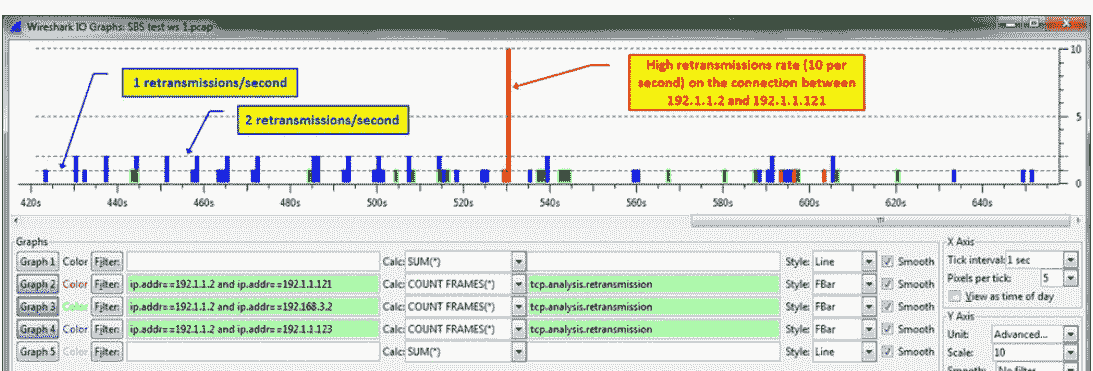 Wireshark IO Graphs: SBS test ws 1.pcap
10
1 retransmissions/second
High retransmissions rate (10 per
second) on the connection between
192.1.1.2 and 192.1.1.121
2 retransmissions/second
5
0
420s 440s 460s 480s 500s 520s 540s 560s 580s 600s 620s 640s
Graphs
X Axis
Graph 1 Color Filter: Calc: SUM(*) Style: Line Smooth
Tick interval: 1 sec
Graph 2 Color Filter: ip.addr==192.1.1.2 and ip.addr==192.1.1.121 Calc: COUNT FRAMES(*) tcp.analysis.retransmission Style: FBar Smooth
Pixels per tick: 5
Graph 3 Color Filter: ip.addr==192.1.1.2 and ip.addr==192.168.3.2 Calc: COUNT FRAMES(*) tcp.analysis.retransmission Style: FBar Smooth
View as time of day
Y Axis
Graph 4 Color Filter: ip.addr==192.1.1.2 and ip.addr==192.1.1.123 Calc: COUNT FRAMES(*) tcp.analysis.retransmission Style: FBar Smooth
Unit: Advanced...
Graph 5 Color Filter: Calc: SUM(*) Style: Line Smooth
Scale: 10
Smooth: No filter